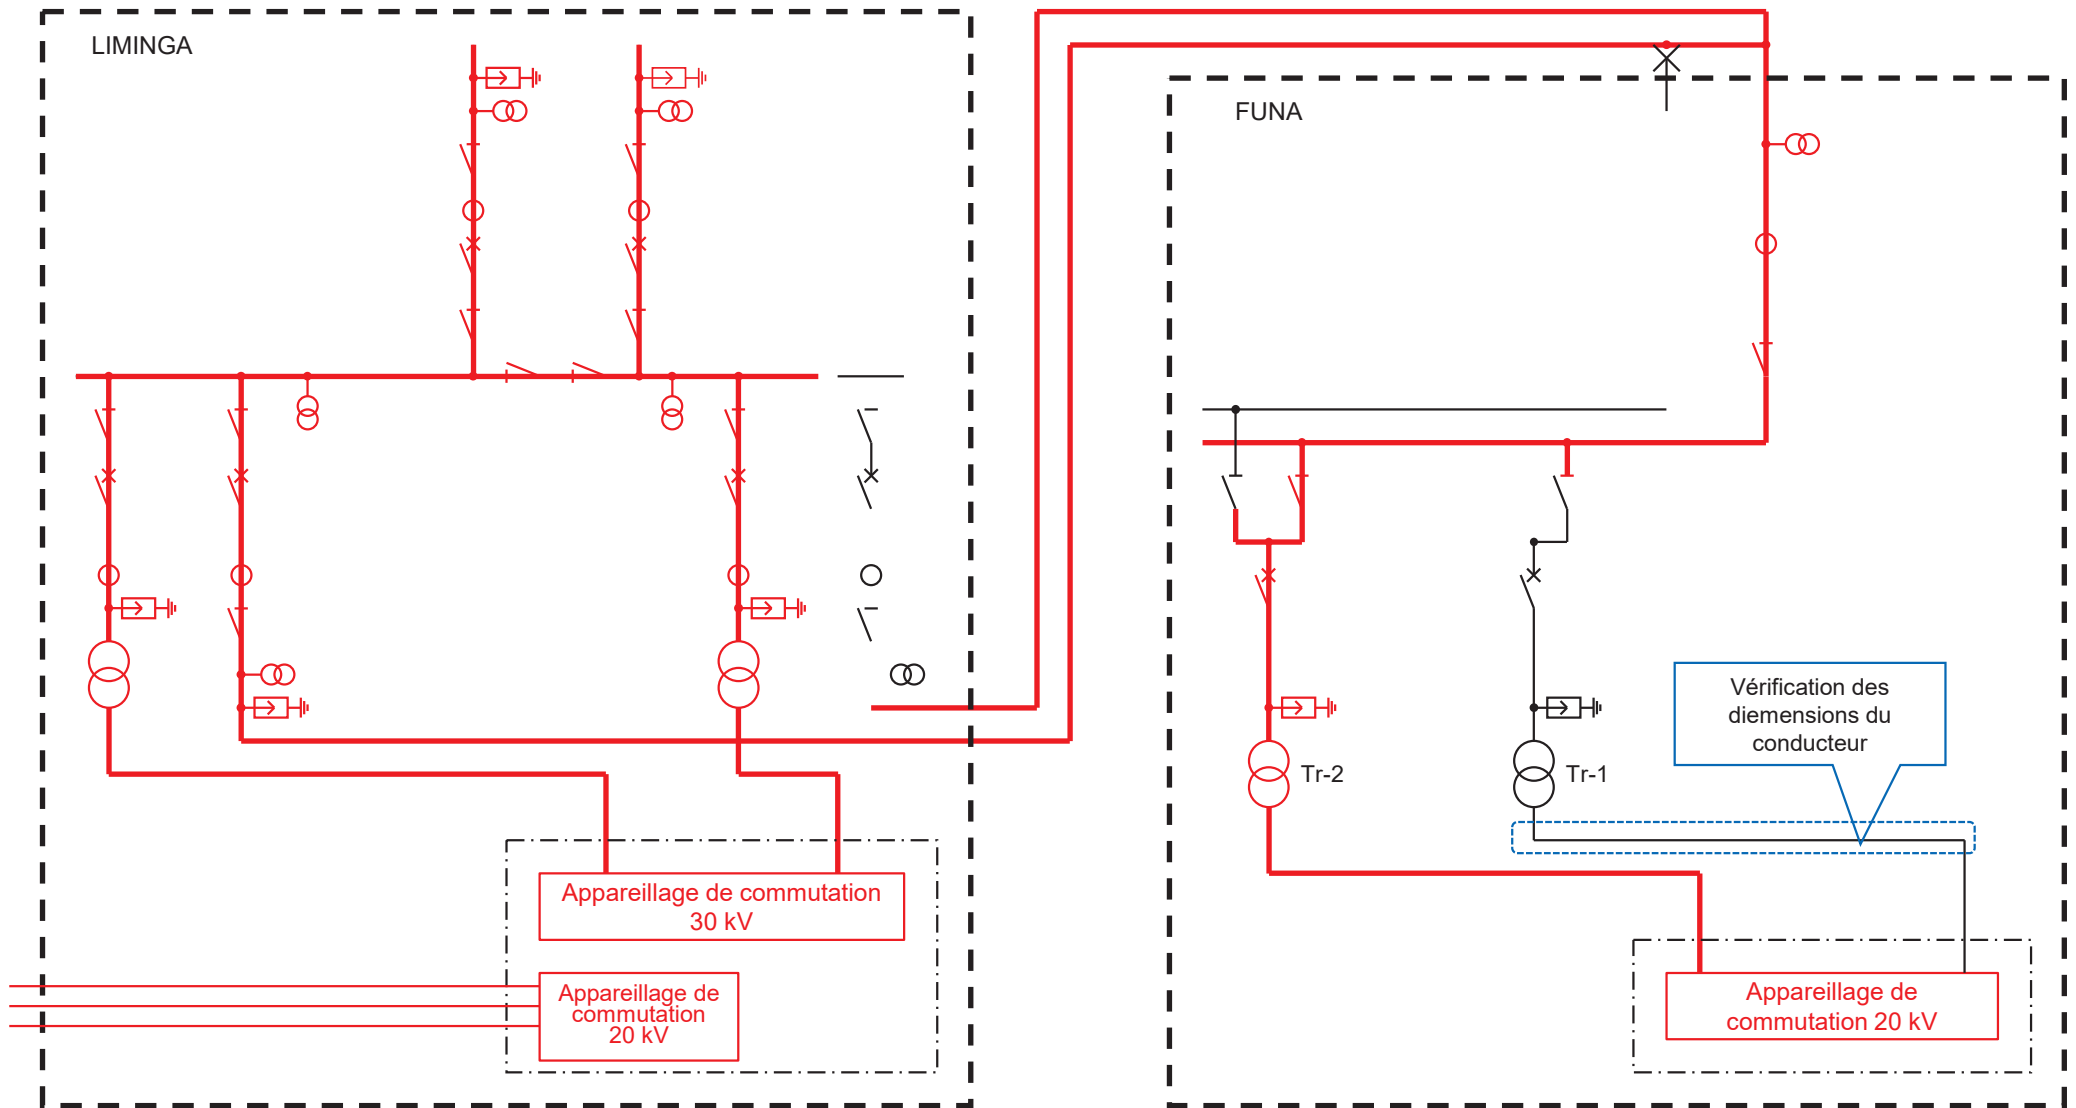 LIMINGA
FUNA
Vérification des
diemensions du
conducteur
Tr-2
Tr-1
Appareillage de commutation
30 kV
Appareillage de
commutation
20 kV
Appareillage de
commutation 20 kV